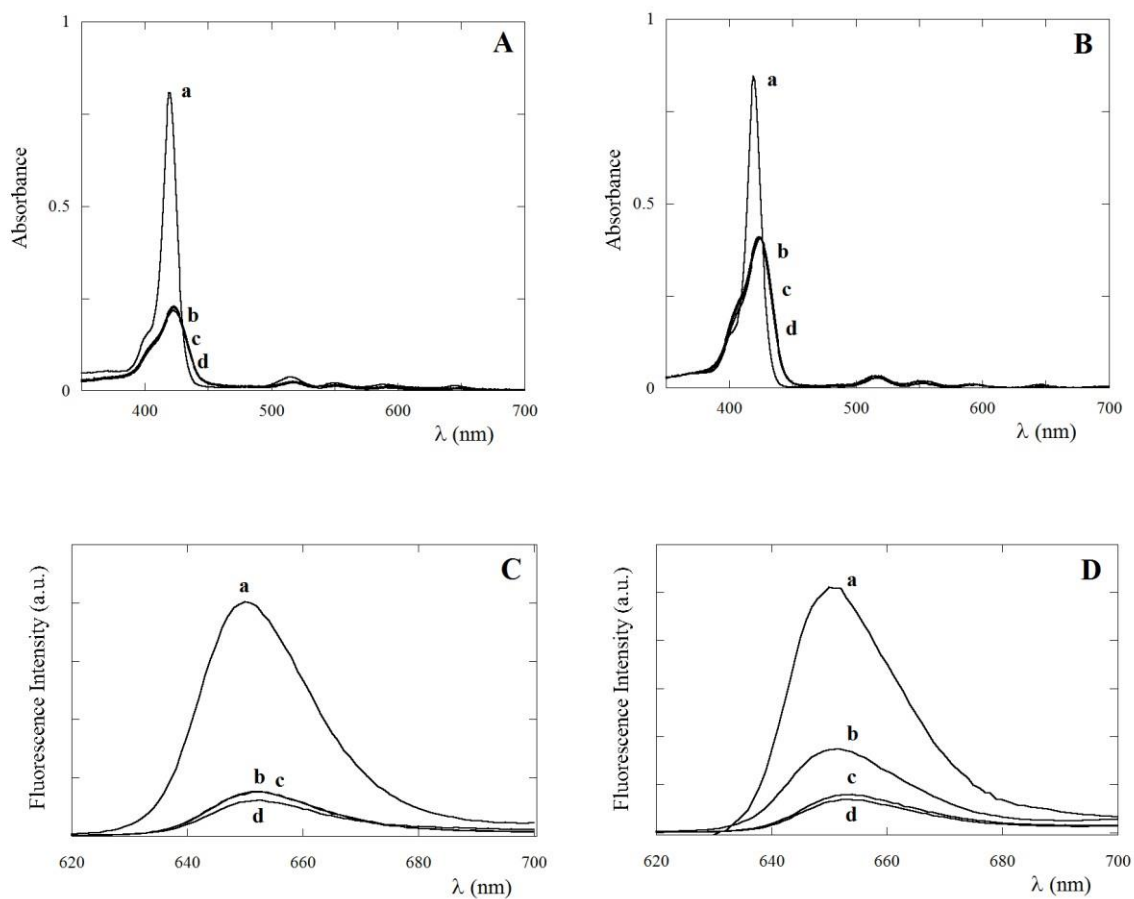 A
1
a
Absorbance
0.5
b
c
d
0
400
500
600
700
λ (nm)
B
1
a
Absorbance
0.5
b
c
d
0
400
500
600
700
λ (nm)
C
a
Fluorescence Intensity (a.u.)
b c
d
620
640
660
680
700
λ (nm)
D
a
Fluorescence Intensity (a.u.)
b
c
d
620
640
660
680
700
λ (nm)